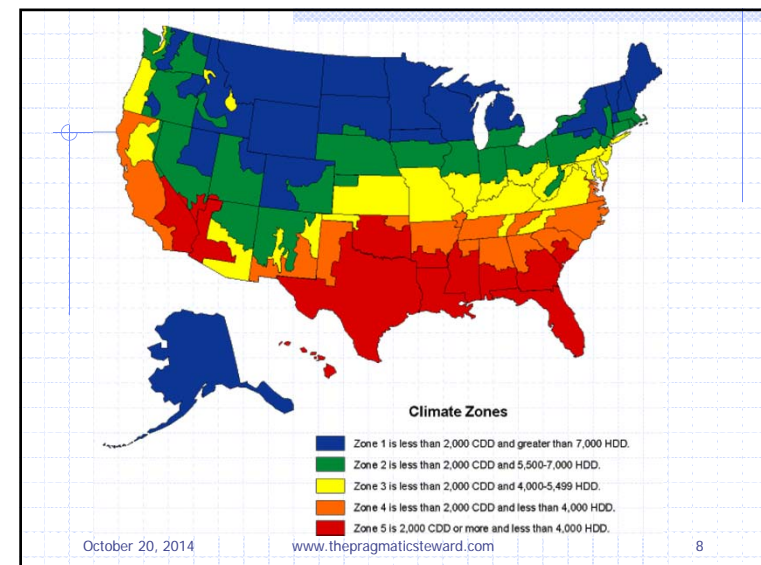 Climate Zones
Zone 1 is less than 2,000 CDD and greater than 7,000 HDD.
Zone 2 is less than 2,000 CDD and 5,500-7,000 HDD.
Zone 3 is less than 2,000 CDD and 4,000-5,499 HDD.
Zone 4 is less than 2,000 CDD and less than 4,000 HDD.
Zone 5 is 2,000 CDD or more and less than 4,000 HDD.
October 20, 2014 www.thepragmaticsteward.com 8